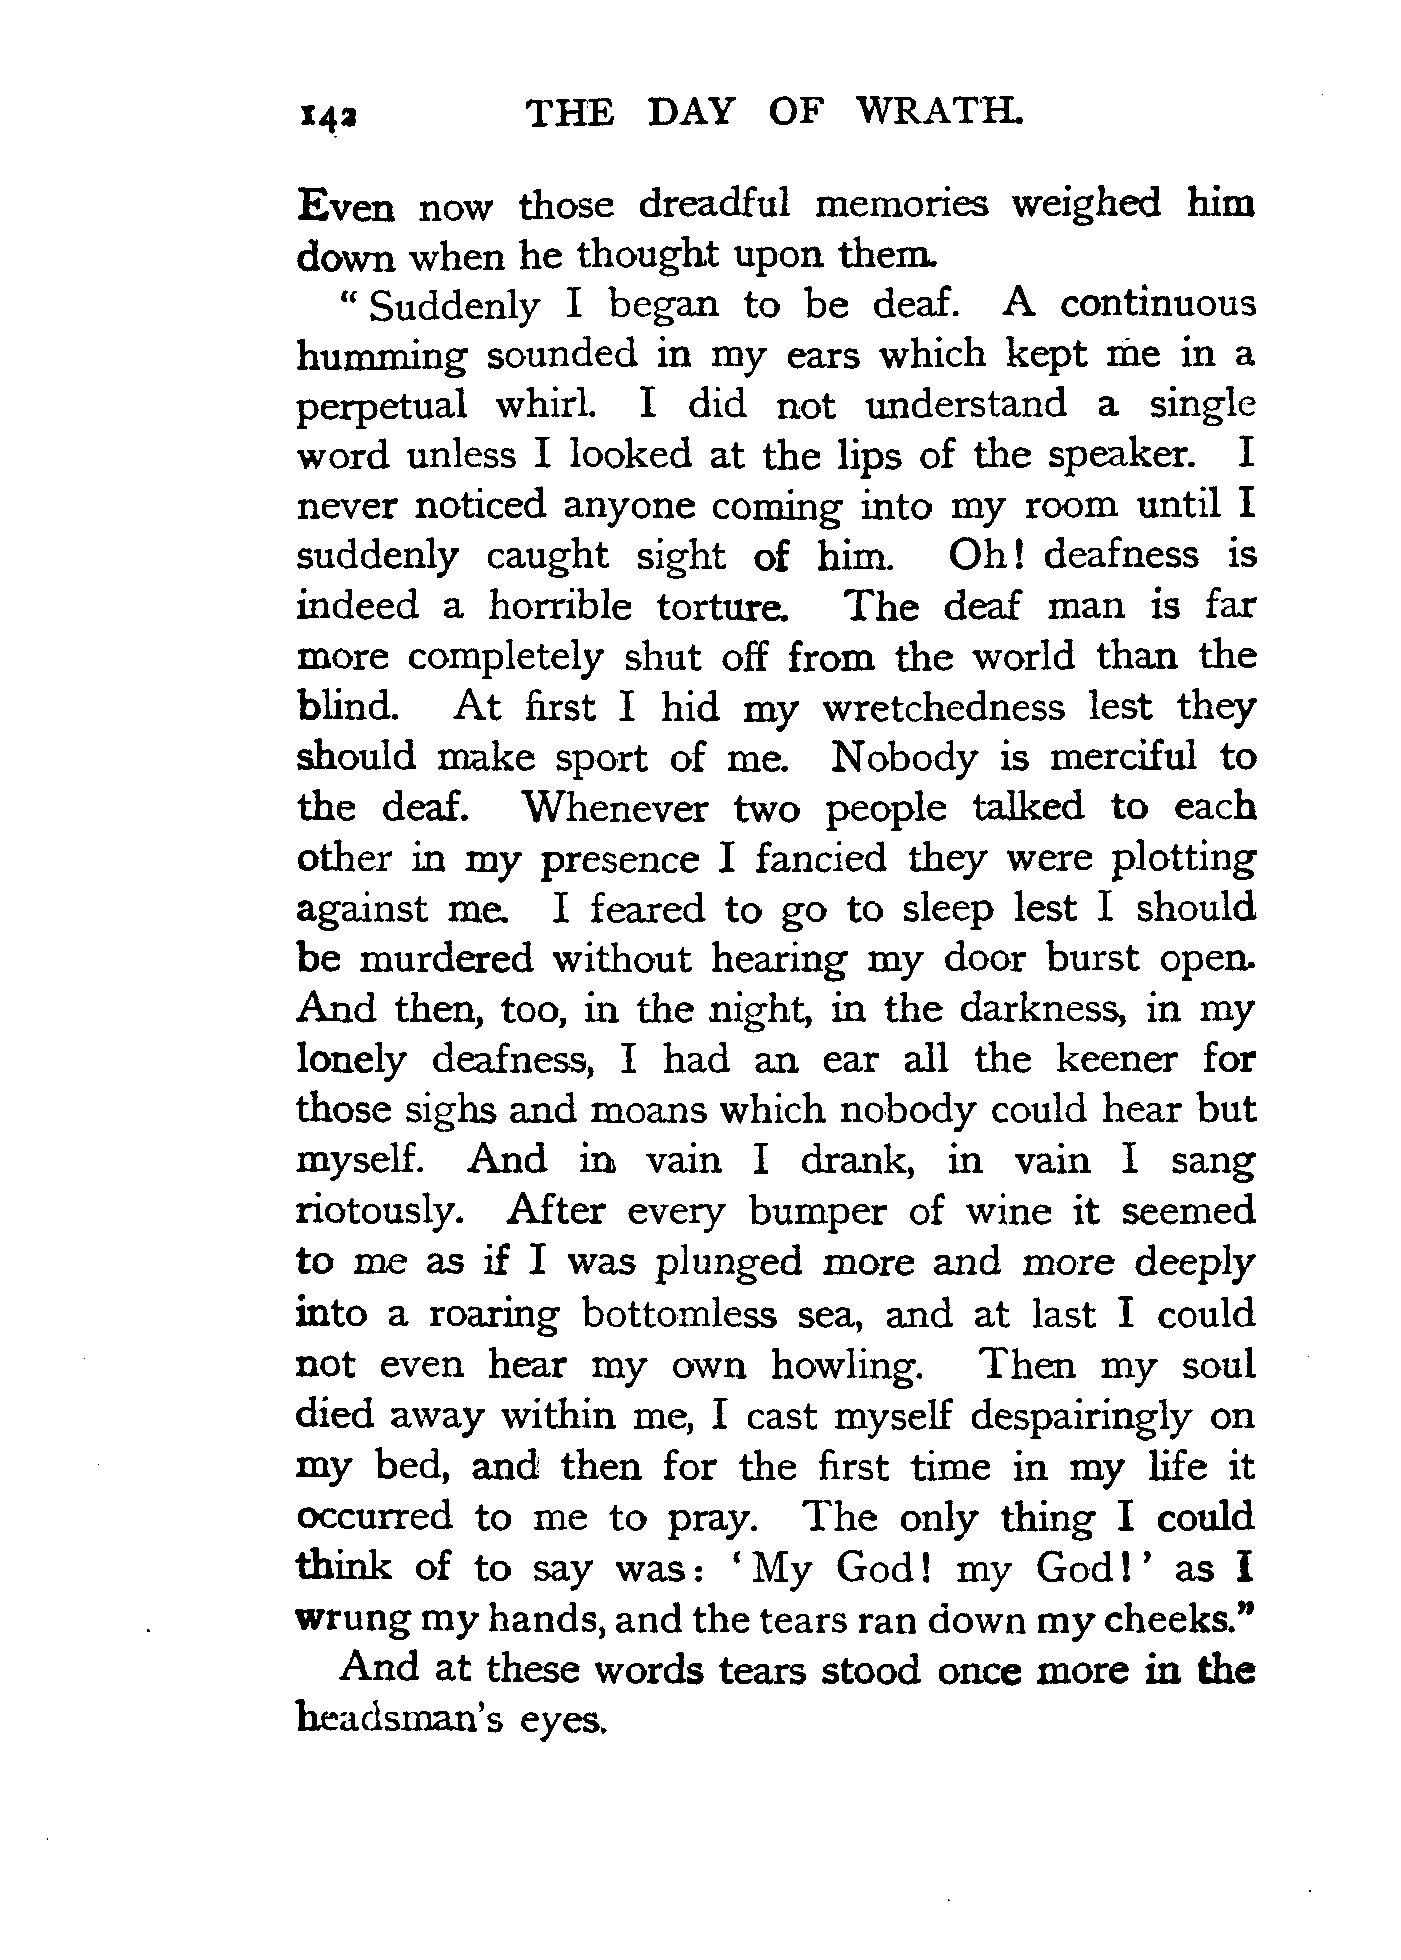 142 THE DAY OF WRATH.
Even now those dreadful memories weighed him
down when he thought upon them.
“Suddenly I began to be deaf. A continuous
humming sounded in my ears which kept me in a
perpetual whirl. I did not understand a single
word unless I looked at the lips of the speaker. I
never noticed anyone coming into my room until I
suddenly caught sight of him. Oh! deafness is
indeed a horrible torture. The deaf man is far
more completely shut off from the world than the
blind. At first I hid my wretchedness lest they
should make sport of me. Nobody is merciful to
the deaf. Whenever two people talked to each
other in my presence I fancied they were plotting
against me. I feared to go to sleep lest I should
be murdered without hearing my door burst open.
And then, too, in the night, in the darkness, in my
lonely deafness, I had an ear all the keener for
those sighs and moans which nobody could hear but
myself. And in vain I drank, in vain I sang
riotously. After every bumper of wine it seemed
to me as if I was plunged more and more deeply
into a roaring bottomless sea, and at last I could
not even hear my own howling. Then my soul
died away within me, I cast myself despairingly on
my bed, and then for the first time in my life it
occurred to me to pray. The only thing I could
think of to say was: ‘My God! my God!’ as I
wrung my hands, and the tears ran down my cheeks.”
And at these words tears stood once more in the
headsman's eyes.